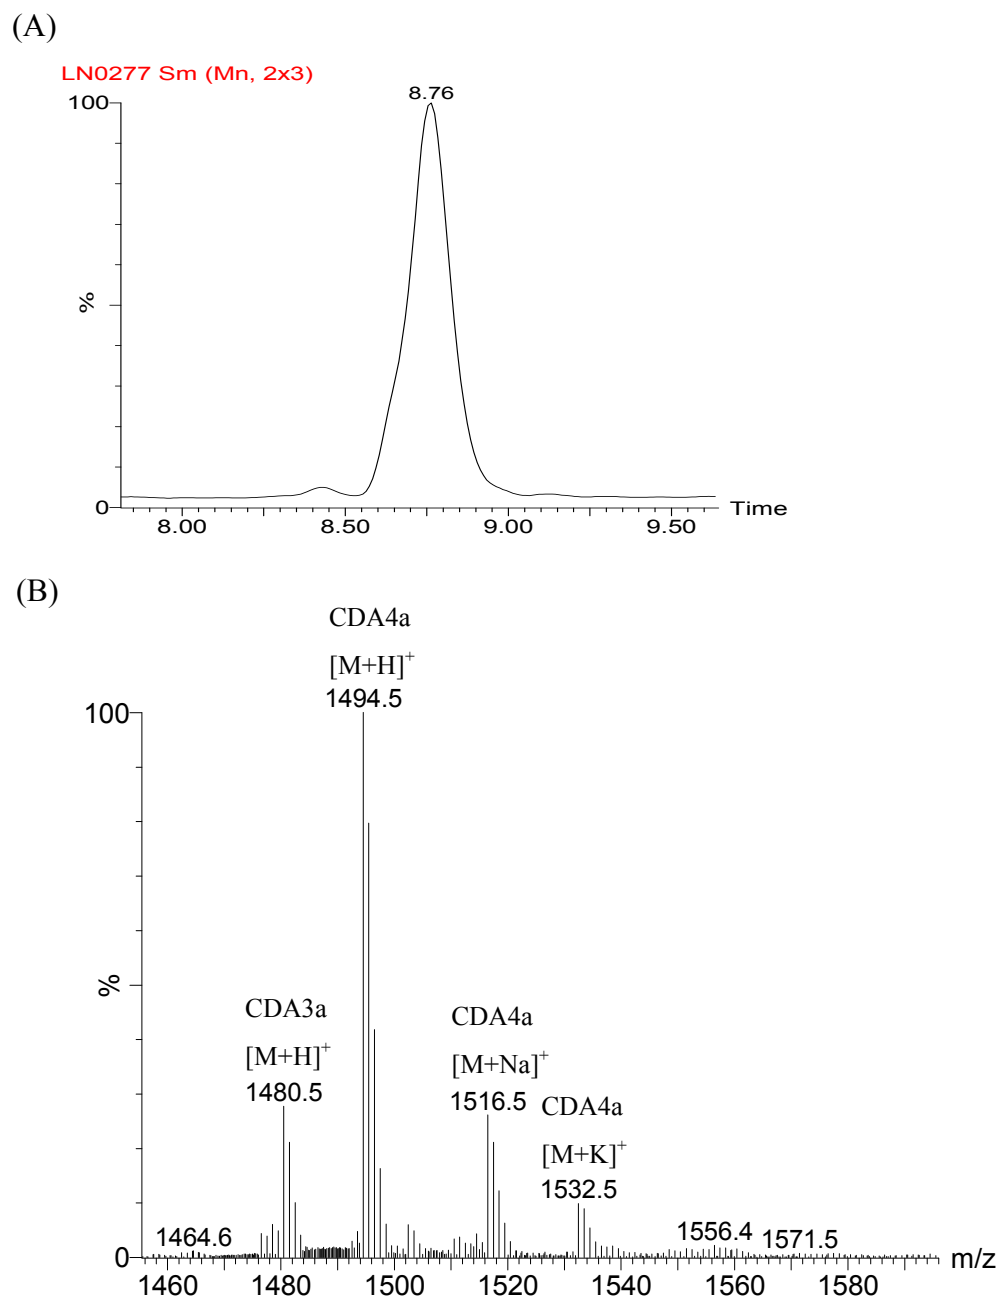 (A)
LN0277 Sm (Mn, 2x3)
8.76
100
%
0
Time
8.00 8.50 9.00 9.50
(B)
CDA4a
[M+H]+
1494.5
100
%
CDA3a
[M+H]+
1480.5
CDA4a
[M+Na]+
1516.5
CDA4a
[M+K]+
1532.5
1464.6
1556.4
1571.5
0
m/z
1460 1480 1500 1520 1540 1560 1580